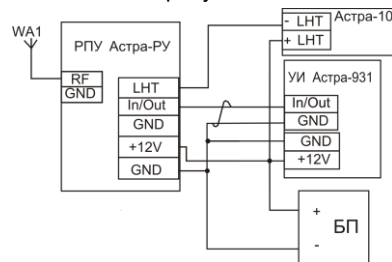 WA1
РПУ Астра-РУ
RF
GND
LHT
In/Out
GND
+12V
GND
Астра-10
- LHT
+ LHT
УИ Астра-931
In/Out
GND
GND
+12V
+
БП
-